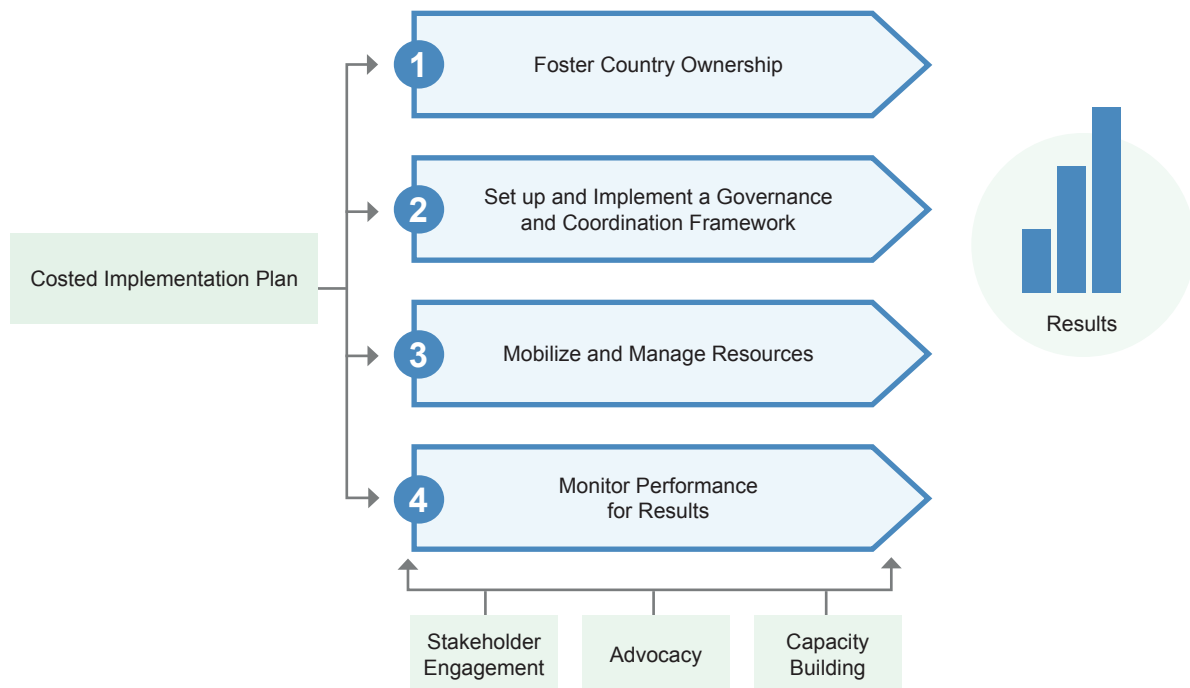 1
Foster Country Ownership
2
Set up and Implement a Governance
and Coordination Framework
Costed Implementation Plan
3
Mobilize and Manage Resources
Results
4
Monitor Performance
for Results
Stakeholder
Engagement
Advocacy
Capacity
Building